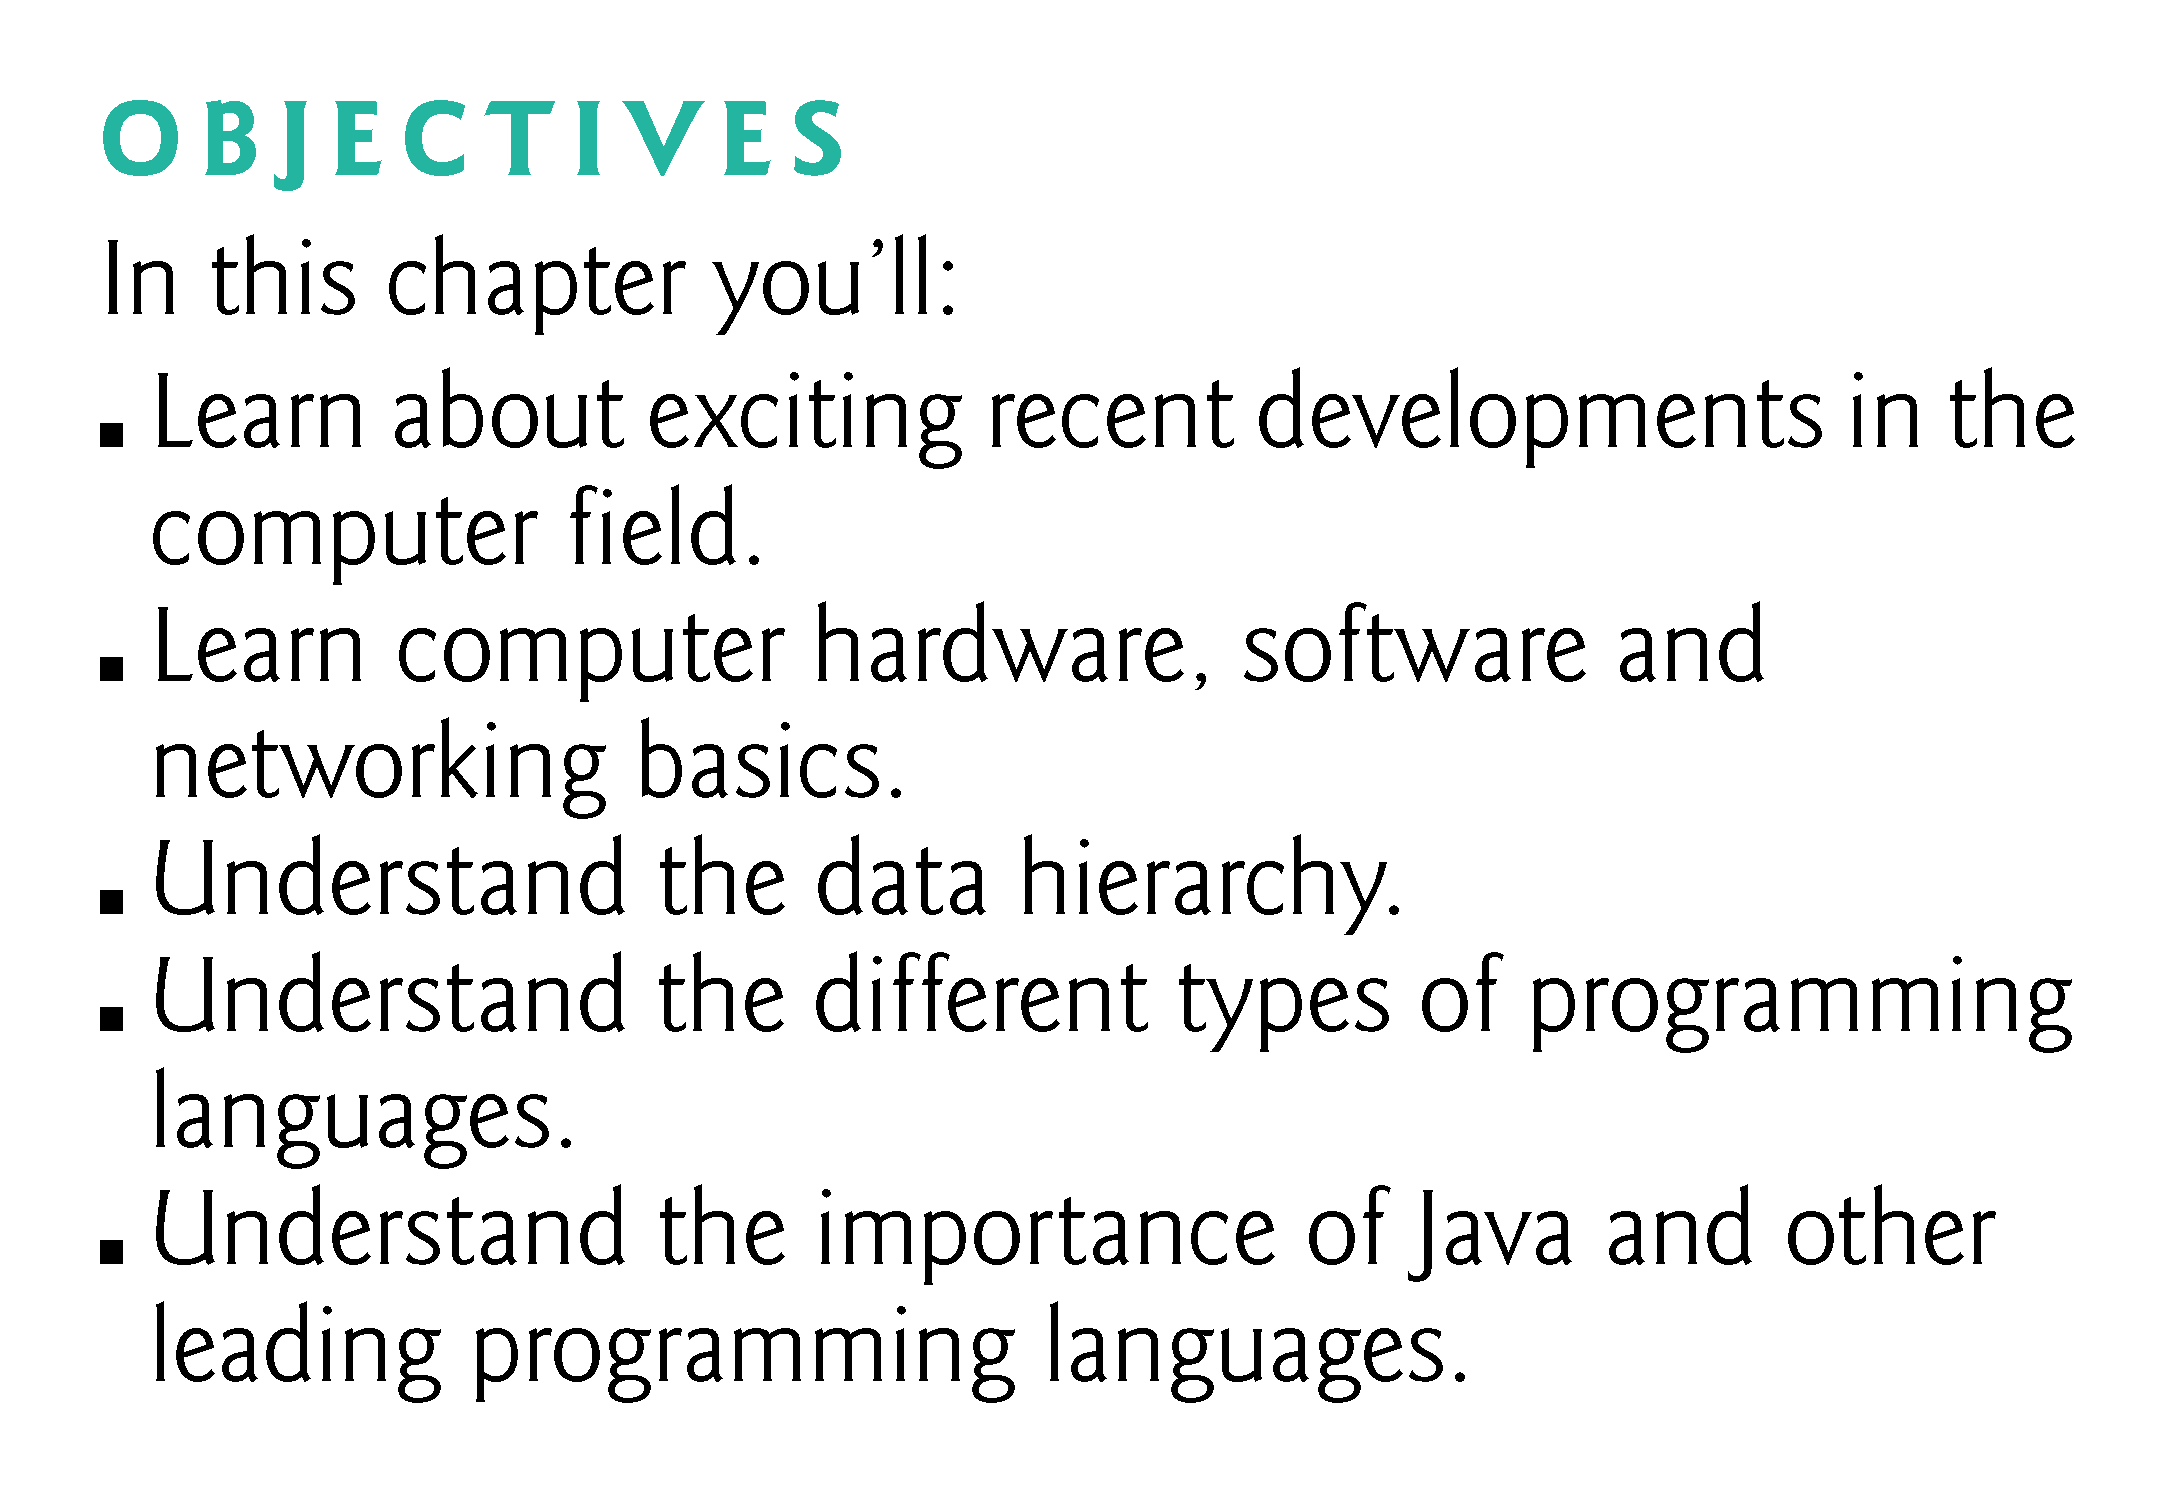 OBJECTIVES
In this chapter you’ll:
■ Learn about exciting recent developments in the
computer field.
■ Learn computer hardware, software and
networking basics.
■ Understand the data hierarchy.
■ Understand the different types of programming
languages.
■ Understand the importance of Java and other
leading programming languages.